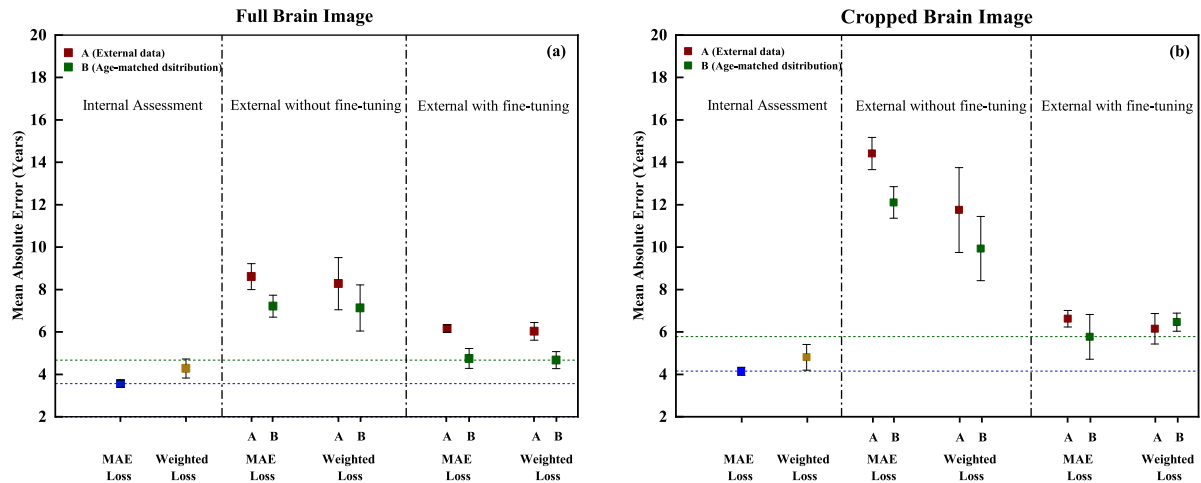 Full Brain Image
(a)
A (External data)
B (Age-matched dsitribution)
Internal Assessment
External without fine-tuning
External with fine-tuning
Mean Absolute Error (Years)
20
18
16
14
12
10
8
6
4
2
A B A B A B A B
MAE Weighted MAE Weighted MAE Weighted
Loss Loss Loss Loss Loss Loss
Cropped Brain Image
(b)
A (External data)
B (Age-matched dsitribution)
Internal Assessment
External without fine-tuning
External with fine-tuning
Mean Absolute Error (Years)
20
18
16
14
12
10
8
6
4
2
A B A B A B A B
MAE Weighted MAE Weighted MAE Weighted
Loss Loss Loss Loss Loss Loss